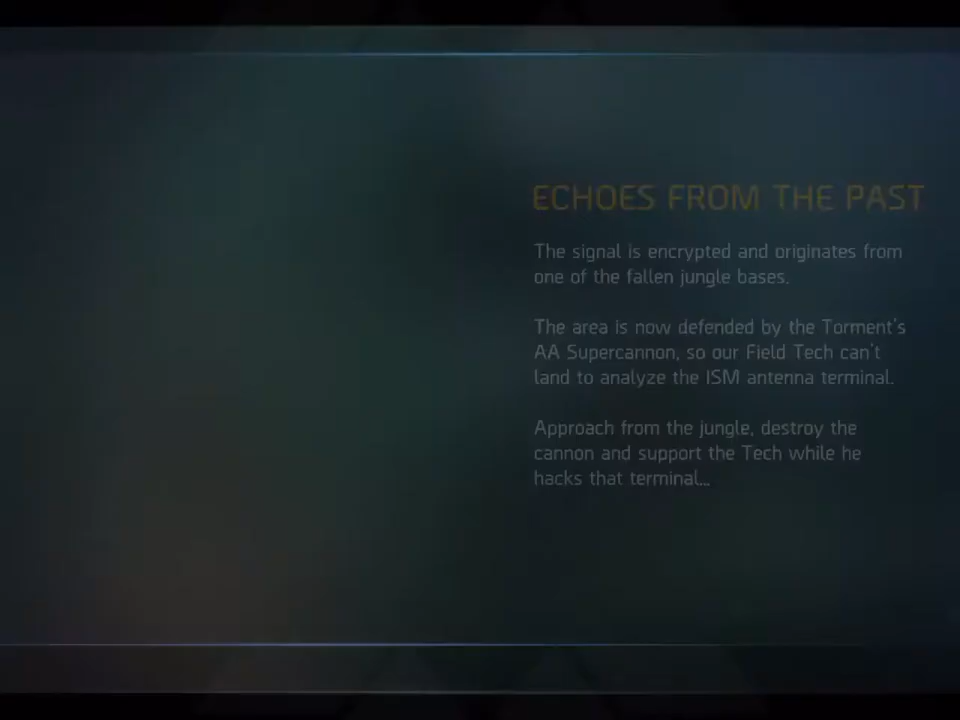 ECHOES FROM THE PAST
The signal is encrypted and originates from
one of the fallen jungle bases.
The area is now defended by the Torment's
AA Supercannon, so our Field Tech can't
land to analyze the ISM antenna terminal.
Approach from the jungle, destroy the
cannon and support the Tech while he
hacks that terminal...